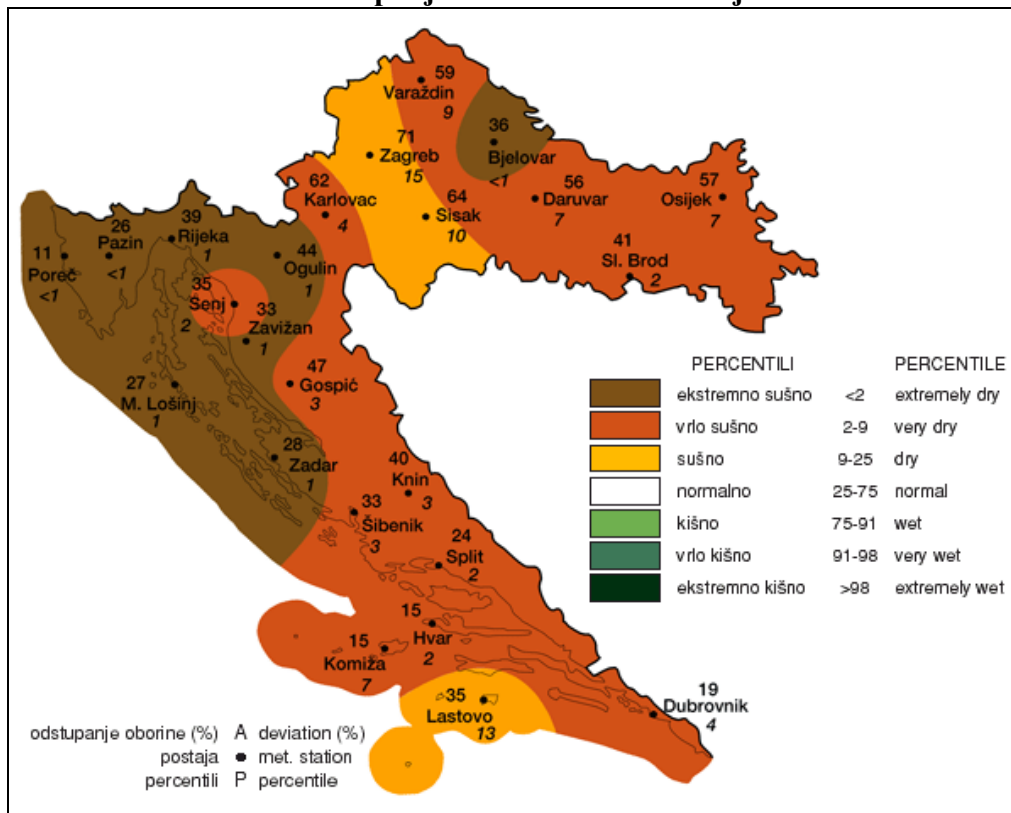 59
Varaždin
9
36
Bjelovar
<1
71
Zagreb
15
62
Karlovac
4
64
Sisak
10
56
Daruvar
7
57
Osijek
7
41
Sl. Brod
2
39
Rijeka
1
26
Pazin
<1
11
Poreč
<1
44
Ogulin
1
35
Senj
2
33
Zavižan
1
47
Gospić
3
27
M. Lošinj
1
28
Zadar
1
40
Knin
3
33
Šibenik
3
24
Split
2
15
Hvar
2
15
Komiža
7
35
Lastovo
13
19
Dubrovnik
4
PERCENTILI PERCENTILE
ekstremno sušno <2 extremely dry
vrlo sušno 2-9 very dry
sušno 9-25 dry
normalno 25-75 normal
kišno 75-91 wet
vrlo kišno 91-98 very wet
ekstremno kišno >98 extremely wet
odstupanje oborine (%) A deviation (%)
postaja met. station
percentili P percentile